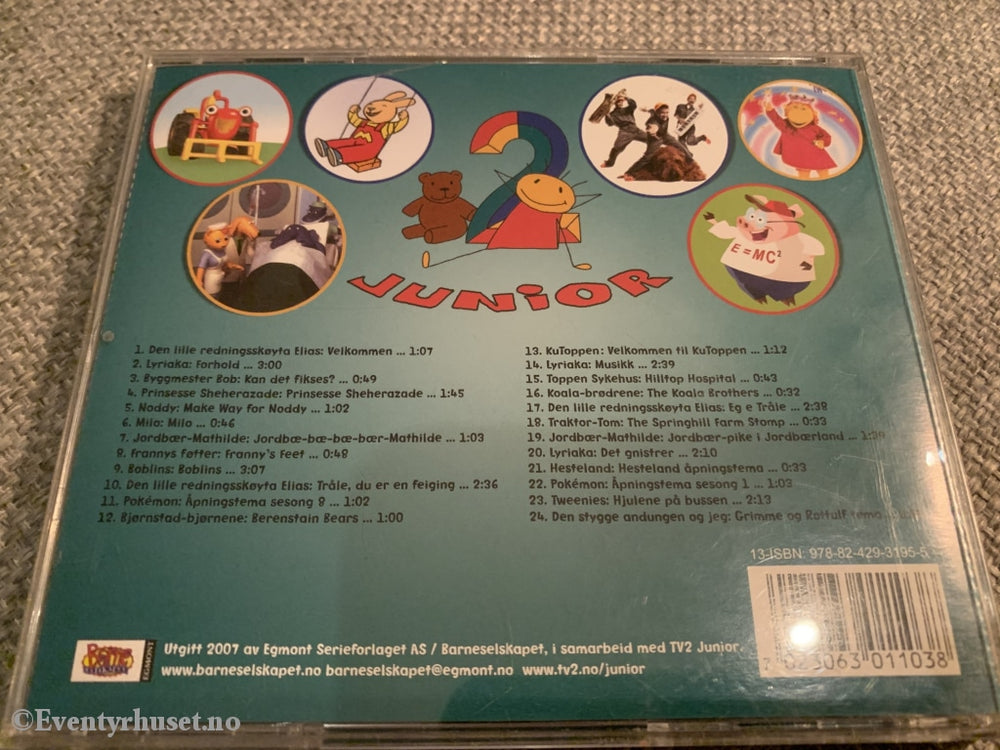 E=MC²
JUNiOR
1. Den lille redningsskøyta Elias: Velkommen ... 1:07
2. Lyriaka: Forhold ... 3:00
3. Byggmester Bob: Kan det fikses? ... 0:49
4. Prinsesse Sheherazade: Prinsesse Sheherazade ... 1:45
5. Noddy: Make Way for Noddy ... 1:02
6. Milo: Milo ... 0:46
7. Jordbær-Mathilde: Jordbæ-bæ-bæ-bær-Mathilde ... 1:03
8. Frannys føtter: Franny's Feet ... 0:48
9. Boblins: Boblins ... 3:07
10. Den lille redningsskøyta Elias: Tråle, du er en feiging ... 2:36
11. Pokémon: Åpningstema sesong 8 ... 1:02
12. Bjørnstad-bjørnene: Berenstain Bears ... 1:00
13. KuToppen: Velkommen til KuToppen ... 1:12
14. Lyriaka: Musikk ... 2:39
15. Toppen Sykehus: Hilltop Hospital ... 0:43
16. Koala-brødrene: The Koala Brothers ... 0:32
17. Den lille redningsskøyta Elias: Eg e Tråle ... 2:38
18. Traktor-Tom: The Springhill Farm Stomp ... 0:33
19. Jordbær-Mathilde: Jordbær-pike i Jordbærland ...
20. Lyriaka: Det gnistrer ... 2:10
21. Hesteland: Hesteland åpningstema ... 0:33
22. Pokémon: Åpningstema sesong 1 ... 1:03
23. Tweenies: Hjulene på bussen ... 2:13
24. Den stygge andungen og jeg: Grimme og Rolfulf tema
13-ISBN: 978-82-429-3195-5
7 023063 011038
EGMONT
Utgitt 2007 av Egmont Serieforlaget AS / Barneselskapet, i samarbeid med TV2 Junior.
www.barneselskapet.no barneselskapet@egmont.no www.tv2.no/junior
©Eventyrhuset.no